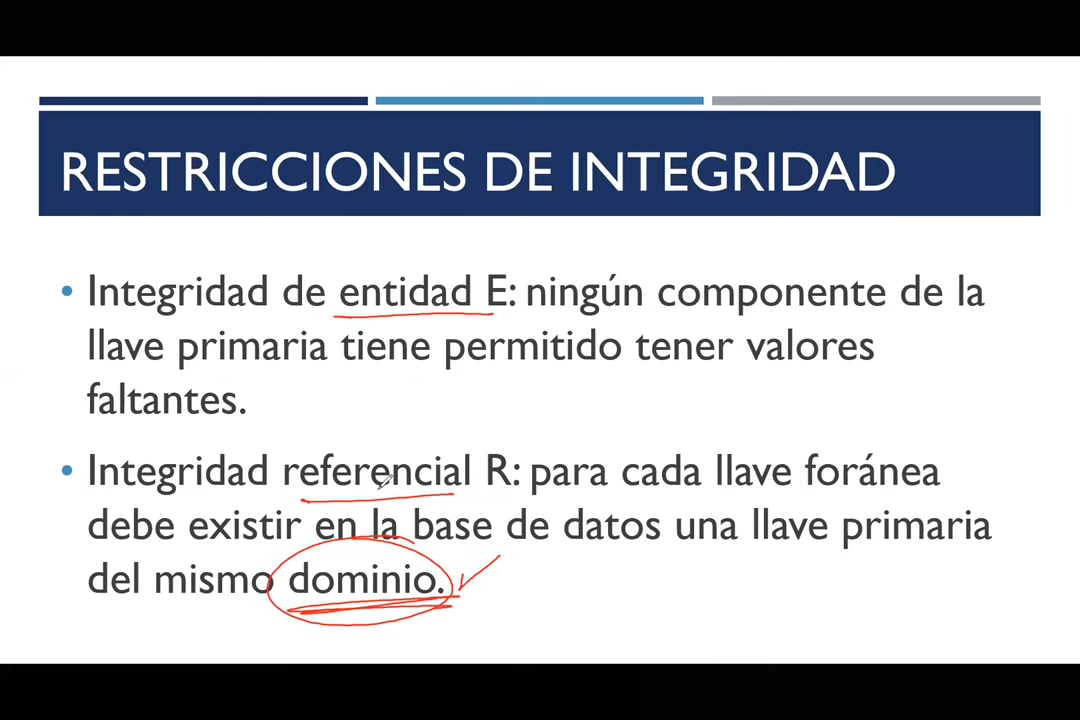 RESTRICCIONES DE INTEGRIDAD
• Integridad de entidad E: ningún componente de la
llave primaria tiene permitido tener valores
faltantes.
• Integridad referencial R: para cada llave foránea
debe existir en la base de datos una llave primaria
del mismo dominio.